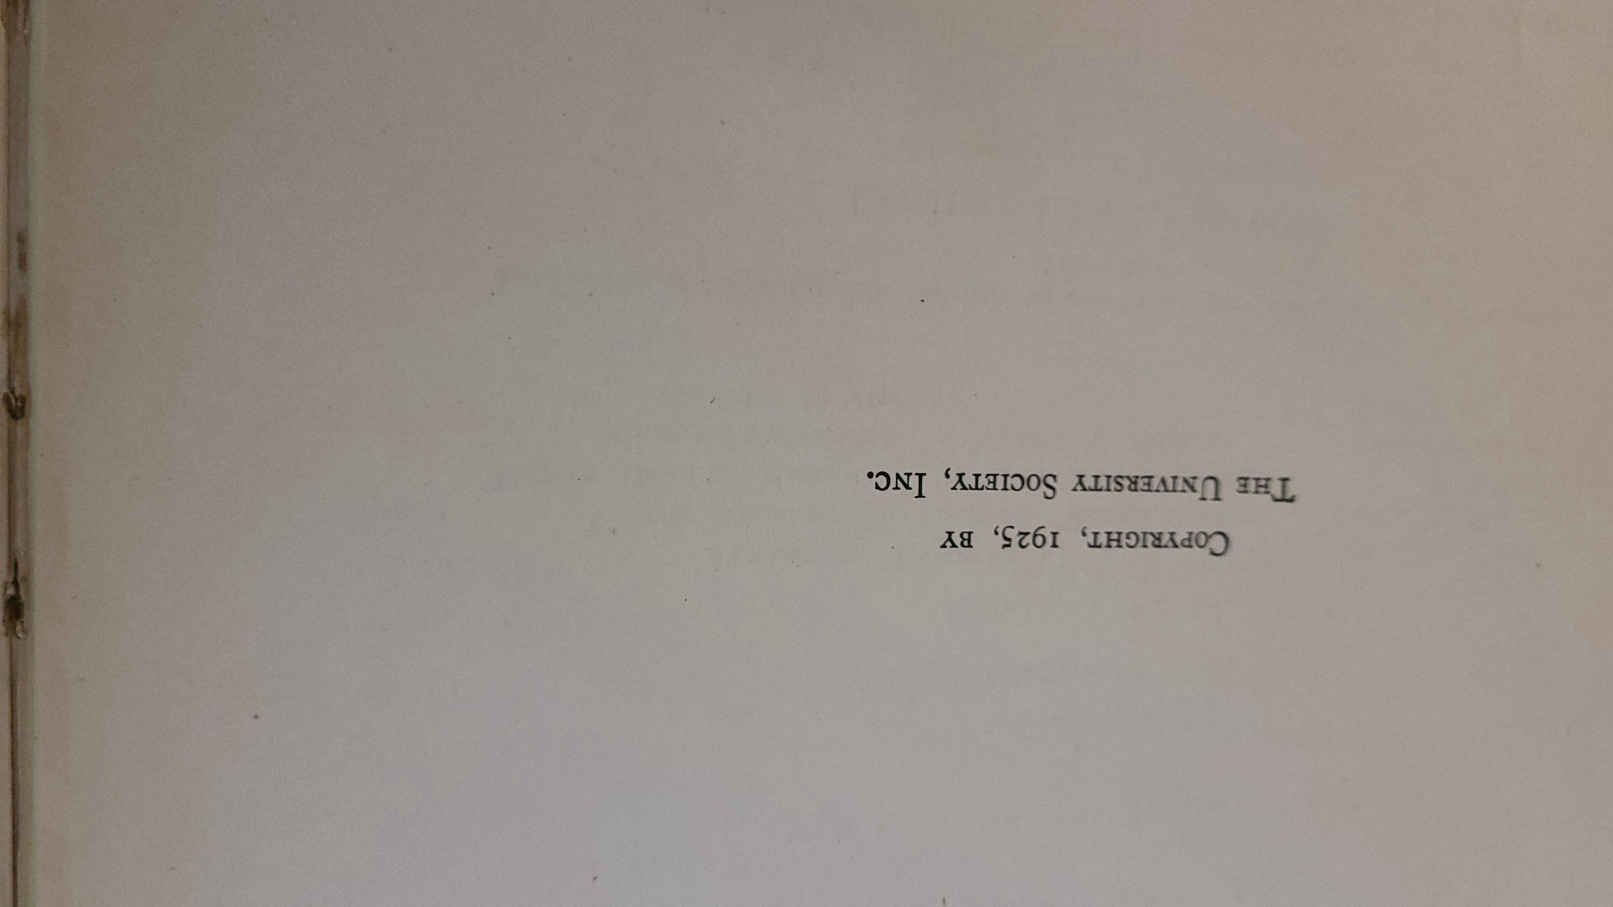 Copyright, 1925, by
The University Society, Inc.